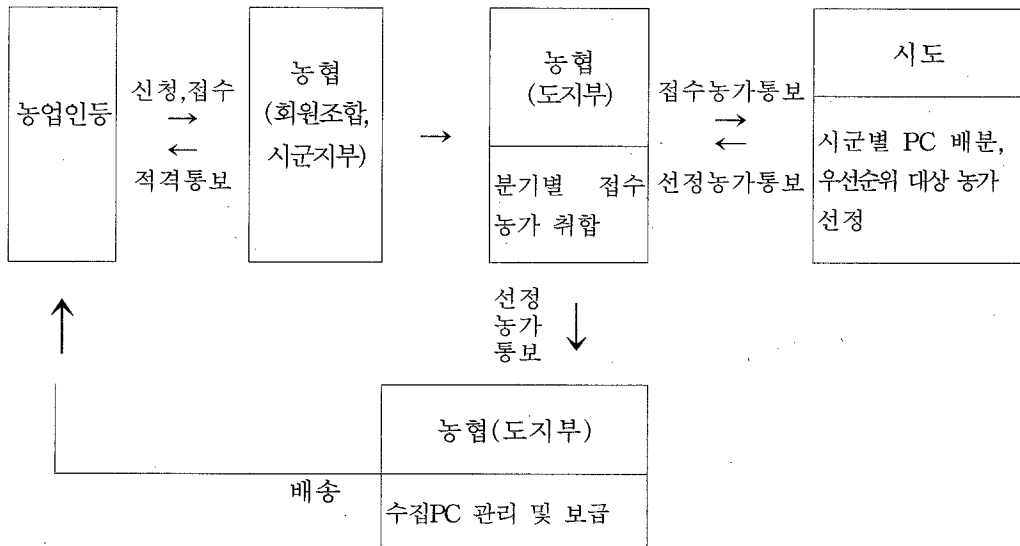 농업인등
신청,접수
→
←
적격통보
농협
(회원조합,
시군지부)
→
농협
(도지부)
분기별 접수
농가 취합
접수농가통보
→
←
선정농가통보
시도
시군별 PC 배분,
우선순위 대상 농가
선정
선정
농가
통보
↓
↑
농협(도지부)
배송
수집PC 관리 및 보급